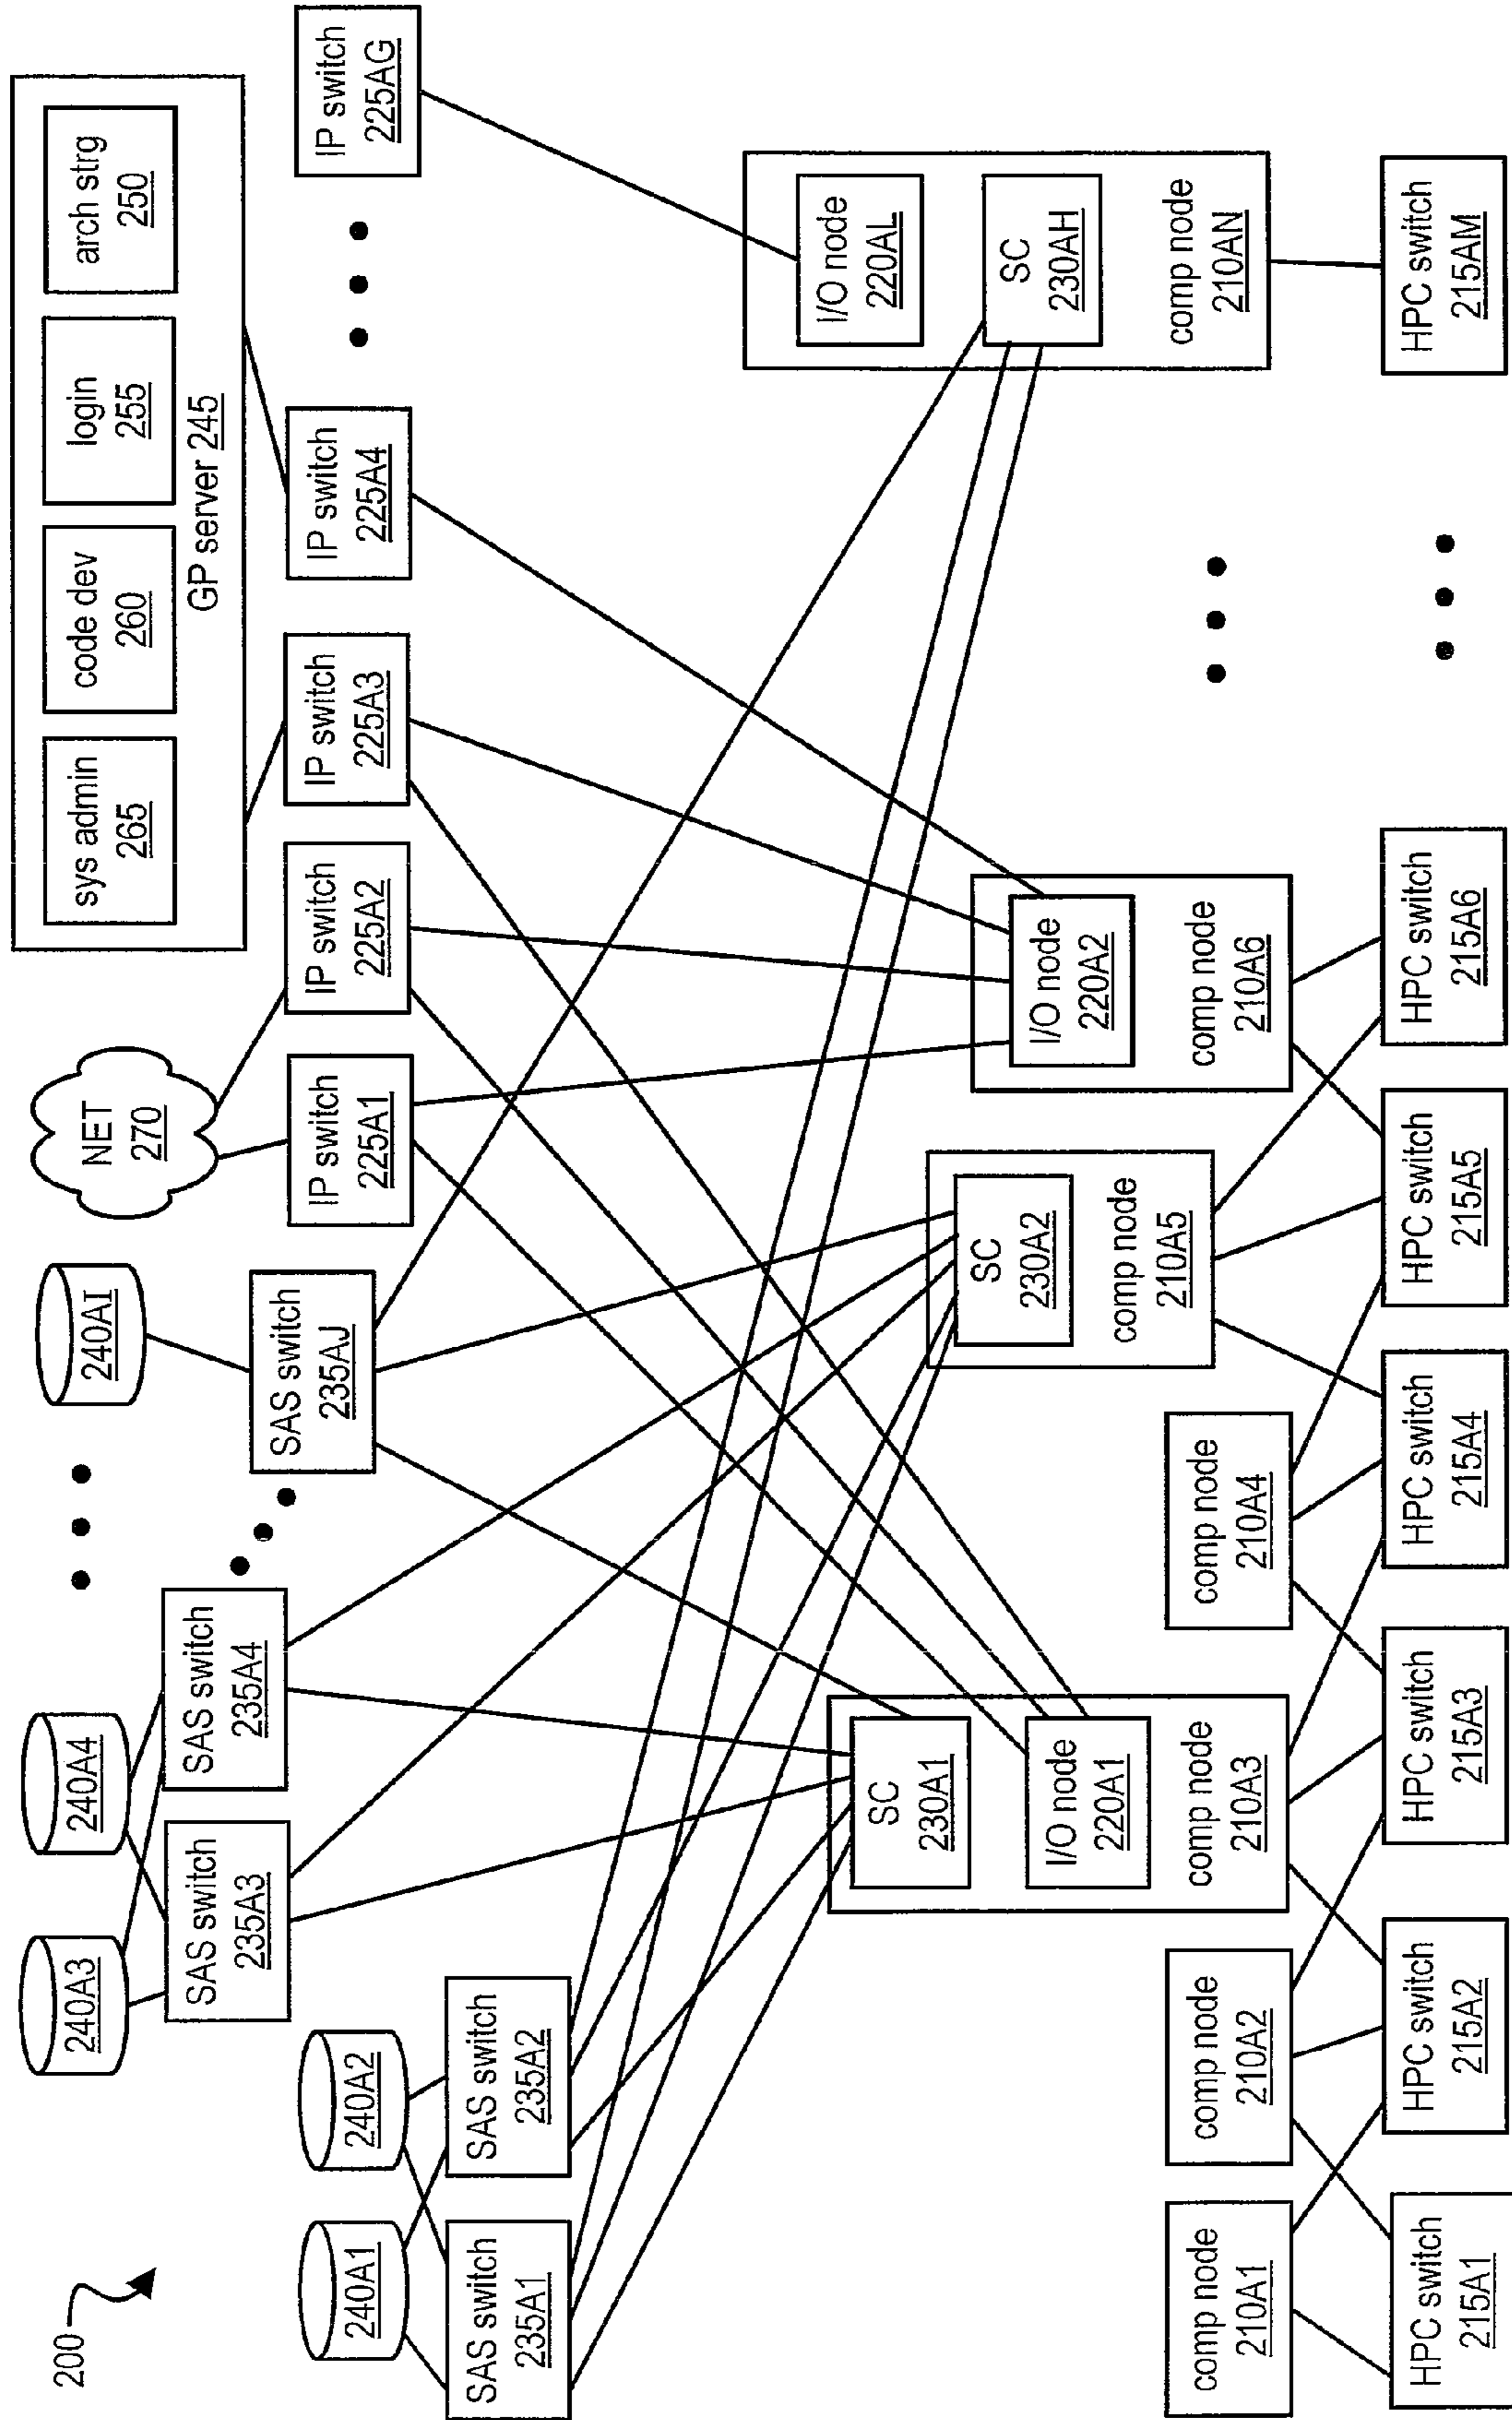 200
240A1
240A2
240A3
240A4
240AI
NET
270
sys admin
265
code dev
260
login
255
arch strg
250
GP server 245
SAS switch
235A1
SAS switch
235A2
SAS switch
235A3
SAS switch
235A4
SAS switch
235AJ
IP switch
225A1
IP switch
225A2
IP switch
225A3
IP switch
225A4
IP switch
225AG
SC
230A1
I/O node
220A1
comp node
210A3
SC
230A2
comp node
210A5
I/O node
220A2
comp node
210A6
I/O node
220AL
SC
230AH
comp node
210AN
comp node
210A1
comp node
210A2
comp node
210A4
HPC switch
215A1
HPC switch
215A2
HPC switch
215A3
HPC switch
215A4
HPC switch
215A5
HPC switch
215A6
HPC switch
215AM